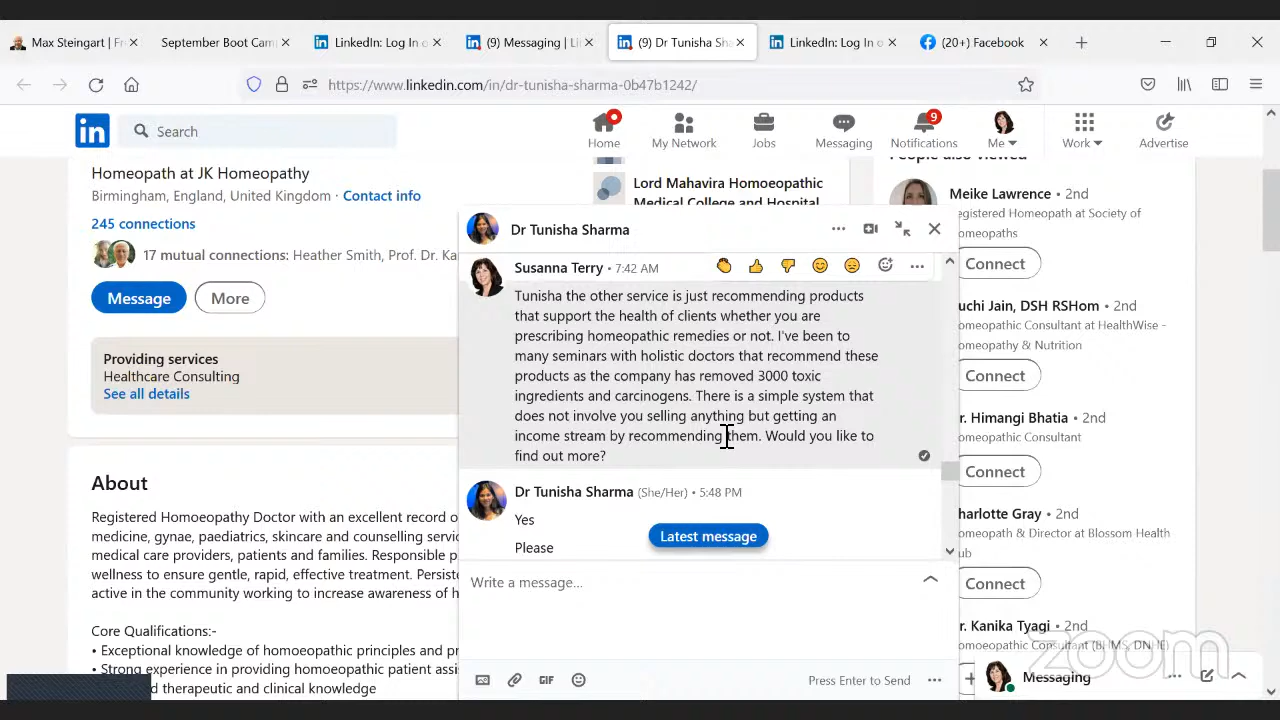 Max Steingart | Fr
September Boot Cam
LinkedIn: Log In o
(9) Messaging | Li
(9) Dr Tunisha Sha
LinkedIn: Log In o
(20+) Facebook
https://www.linkedin.com/in/dr-tunisha-sharma-0b47b1242/
in
Search
Home
My Network
Jobs
Messaging
9
Notifications
Me
Work
Advertise
Homeopath at JK Homeopathy
Birmingham, England, United Kingdom · Contact info
245 connections
17 mutual connections: Heather Smith, Prof. Dr. Ka
Message
More
Providing services
Healthcare Consulting
See all details
About
Registered Homoeopathy Doctor with an excellent record o
medicine, gynae, paediatrics, skincare and counselling servic
medical care providers, patients and families. Responsible p
wellness to ensure gentle, rapid, effective treatment. Persist
active in the community working to increase awareness of h
Core Qualifications:-
• Exceptional knowledge of homoeopathic principles and pr
• Strong experience in providing homoeopathic patient assi
d therapeutic and clinical knowledge
Lord Mahavira Homoeopathic
Medical College and Hospital
Dr Tunisha Sharma
Susanna Terry • 7:42 AM
Tunisha the other service is just recommending products
that support the health of clients whether you are
prescribing homeopathic remedies or not. I've been to
many seminars with holistic doctors that recommend these
products as the company has removed 3000 toxic
ingredients and carcinogens. There is a simple system that
does not involve you selling anything but getting an
income stream by recommending them. Would you like to
find out more?
Dr Tunisha Sharma (She/Her) • 5:48 PM
Yes
Please
Latest message
Write a message...
GIF
Press Enter to Send
People also viewed
Meike Lawrence • 2nd
egistered Homeopath at Society of
omeopaths
Connect
uchi Jain, DSH RSHom • 2nd
omeopathic Consultant at HealthWise -
omeopathy & Nutrition
Connect
r. Himangi Bhatia • 2nd
omeopathic Consultant
Connect
harlotte Gray • 2nd
omeopath & Director at Blossom Health
ub
Connect
r. Kanika Tyagi • 2nd
omoeopathic Consultant (BHMS, DNHE)
Messaging
zoom